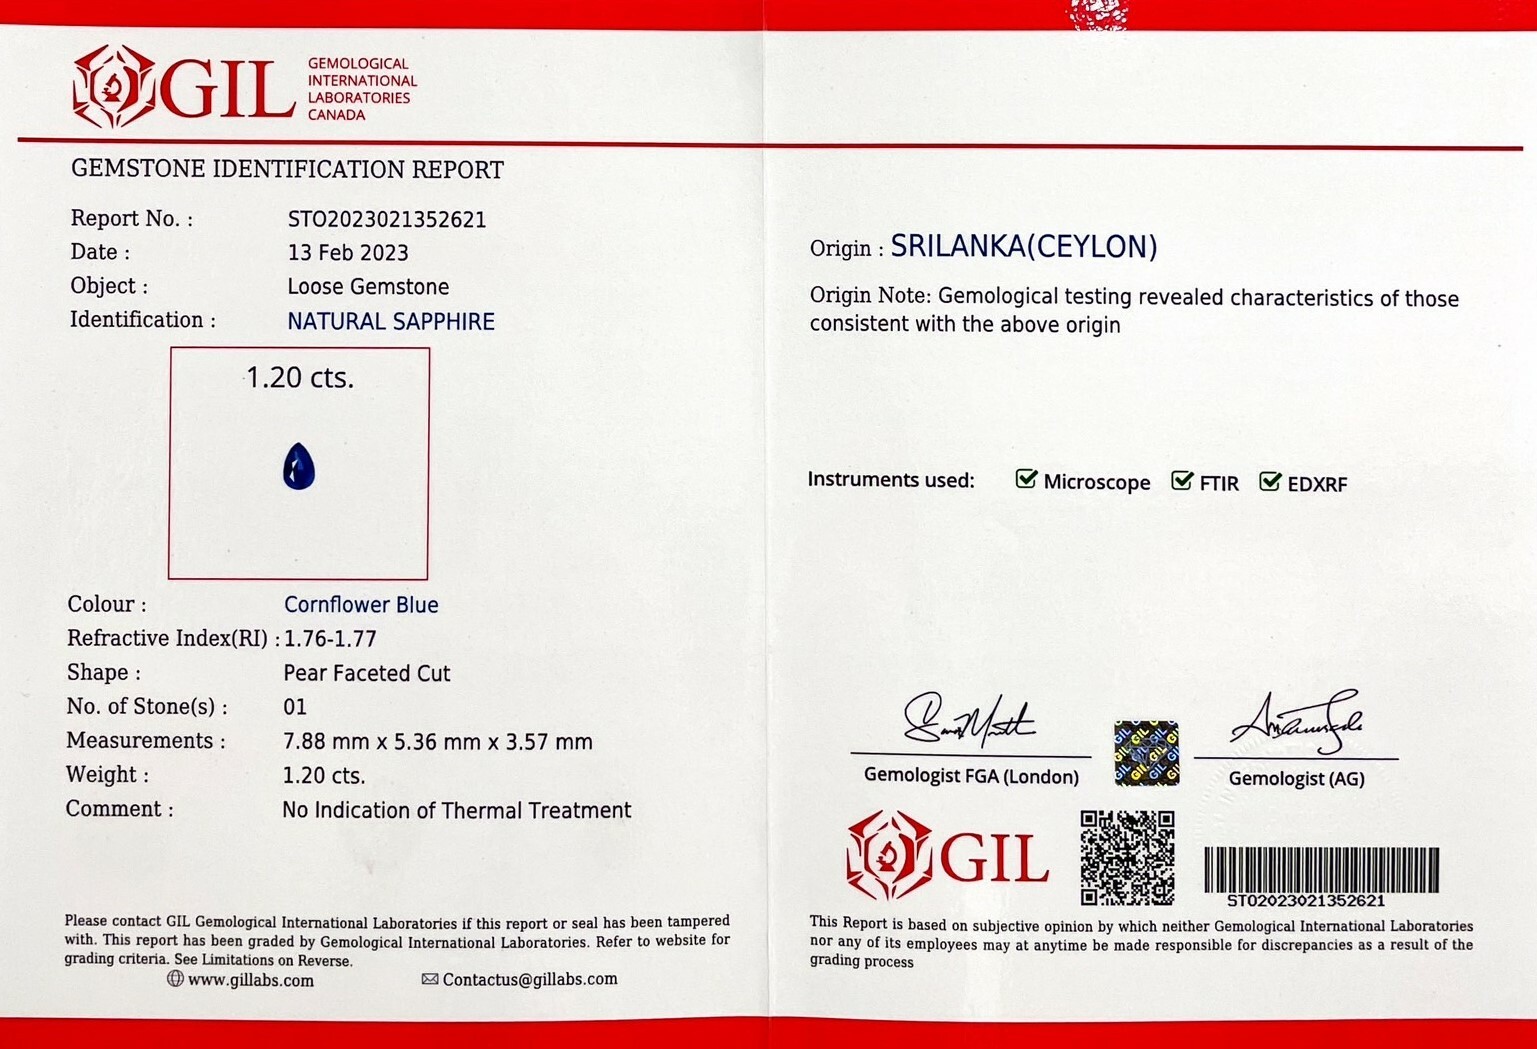 GIL
GEMOLOGICAL
INTERNATIONAL
LABORATORIES
CANADA
GEMSTONE IDENTIFICATION REPORT
Report No. : STO2023021352621
Date : 13 Feb 2023
Object : Loose Gemstone
Identification : NATURAL SAPPHIRE
1.20 cts.
Colour : Cornflower Blue
Refractive Index(RI) : 1.76-1.77
Shape : Pear Faceted Cut
No. of Stone(s) : 01
Measurements : 7.88 mm x 5.36 mm x 3.57 mm
Weight : 1.20 cts.
Comment : No Indication of Thermal Treatment
Please contact GIL Gemological International Laboratories if this report or seal has been tampered
with. This report has been graded by Gemological International Laboratories. Refer to website for
grading criteria. See Limitations on Reverse.
www.gillabs.com Contactus@gillabs.com
Origin : SRILANKA(CEYLON)
Origin Note: Gemological testing revealed characteristics of those
consistent with the above origin
Instruments used: Microscope FTIR EDXRF
Gemologist FGA (London) Gemologist (AG)
GIL
STO2023021352621
This Report is based on subjective opinion by which neither Gemological International Laboratories
nor any of its employees may at anytime be made responsible for discrepancies as a result of the
grading process